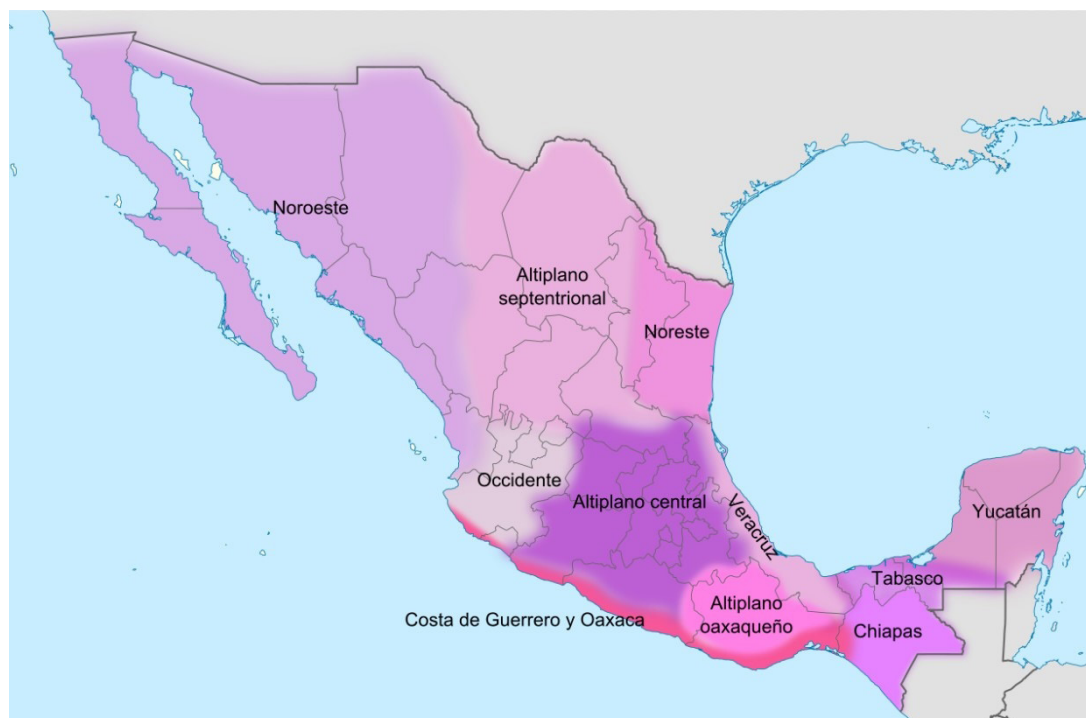 Noroeste
Altiplano
septentrional
Noreste
Occidente
Altiplano central
Veracruz
Yucatán
Tabasco
Costa de Guerrero y Oaxaca
Altiplano
oaxaqueño
Chiapas